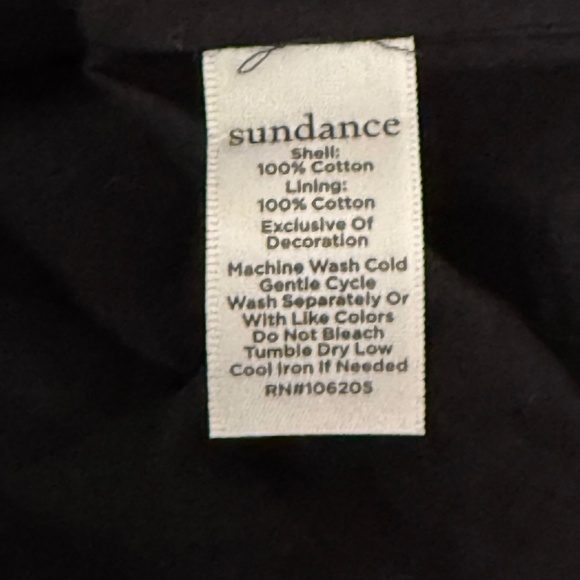 sundance
Shell:
100% Cotton
Lining:
100% Cotton
Exclusive Of
Decoration
Machine Wash Cold
Gentle Cycle
Wash Separately Or
With Like Colors
Do Not Bleach
Tumble Dry Low
Cool Iron If Needed
RN#106205